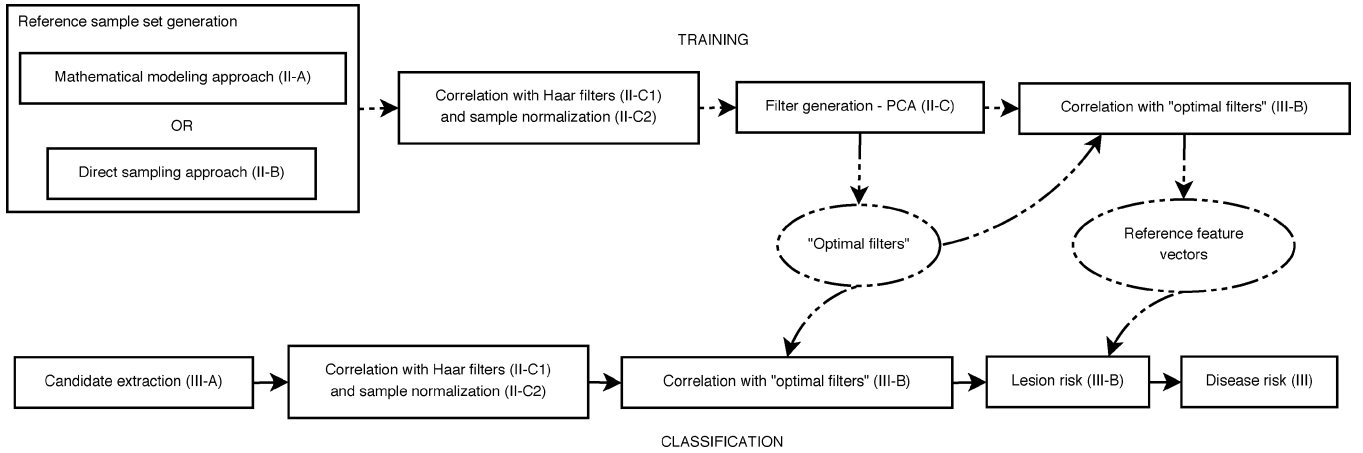 Reference sample set generation
Mathematical modeling approach (II-A)
OR
Direct sampling approach (II-B)
TRAINING
Correlation with Haar filters (II-C1)
and sample normalization (II-C2)
Filter generation - PCA (II-C)
Correlation with "optimal filters" (III-B)
"Optimal filters"
Reference feature
vectors
Candidate extraction (III-A)
Correlation with Haar filters (II-C1)
and sample normalization (II-C2)
Correlation with "optimal filters" (III-B)
Lesion risk (III-B)
Disease risk (III)
CLASSIFICATION